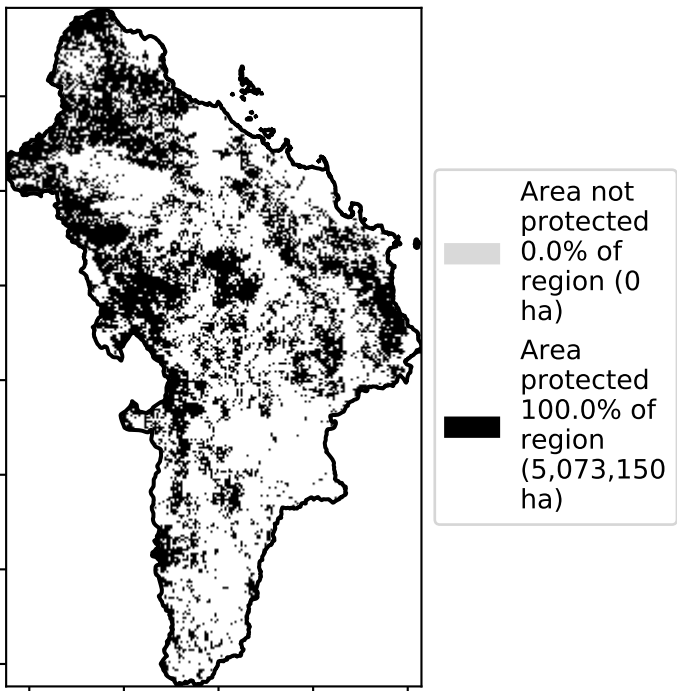 Area not
protected
0.0% of
region (0
ha)
Area
protected
100.0% of
region
(5,073,150
ha)